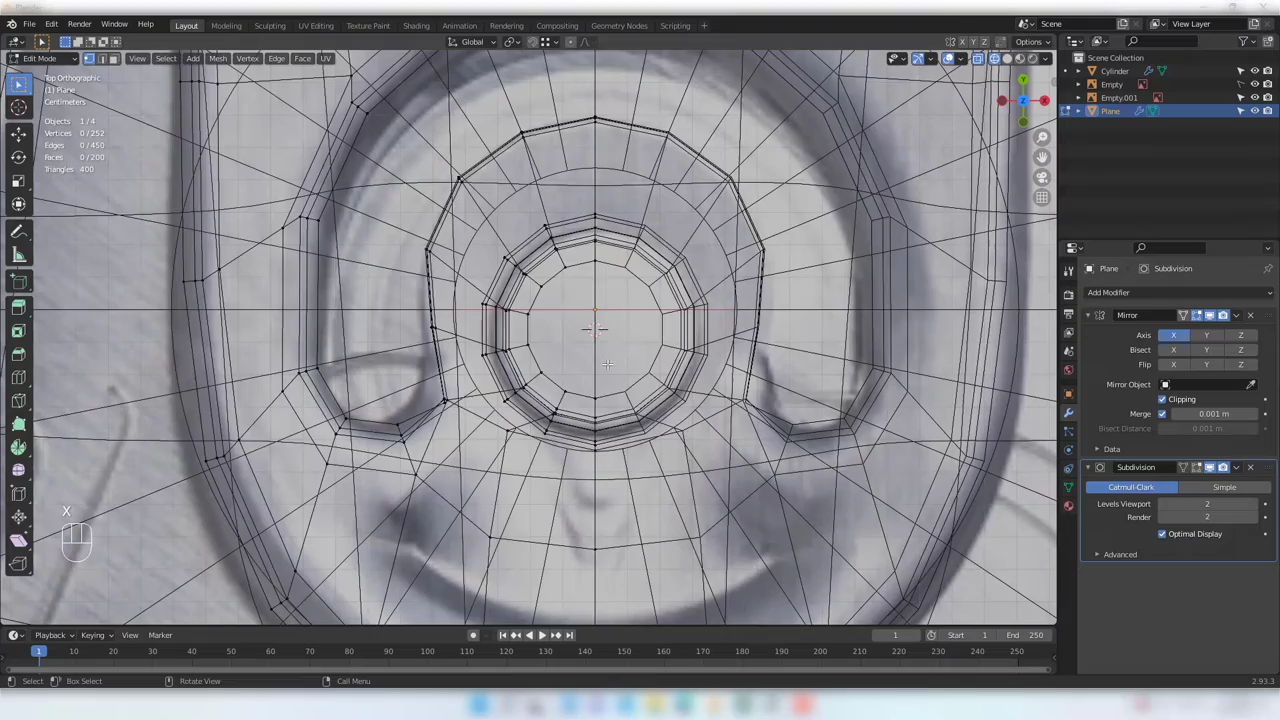 File Edit Render Window Help Layout Modeling Sculpting UV Editing Texture Paint Shading Animation Rendering Compositing Geometry Nodes Scripting + Scene View Layer
Global Options
Edit Mode View Select Add Mesh Vertex Edge Face UV X Y Z
Top Orthographic
(1) Plane
Centimeters
Objects 1/4
Vertices 0/252
Edges 0/450
Faces 0/200
Triangles 400
Y
Z
X
X
Scene Collection
Cylinder
Empty
Empty.001
Plane
Plane Subdivision
Add Modifier
Mirror
Axis X Y Z
Bisect X Y Z
Flip X Y Z
Mirror Object
Clipping
Merge 0.001 m
Bisect Distance 0.001 m
Data
Subdivision
Catmull-Clark Simple
Levels Viewport 2
Render 2
Optimal Display
Advanced
Playback Keying View Marker 1 Start 1 End 250
1 10 20 30 40 50 60 70 80 90 100 110 120 130 140 150 160 170 180 190 200 210 220 230 240 250
Select Box Select Rotate View Call Menu 2.93.3